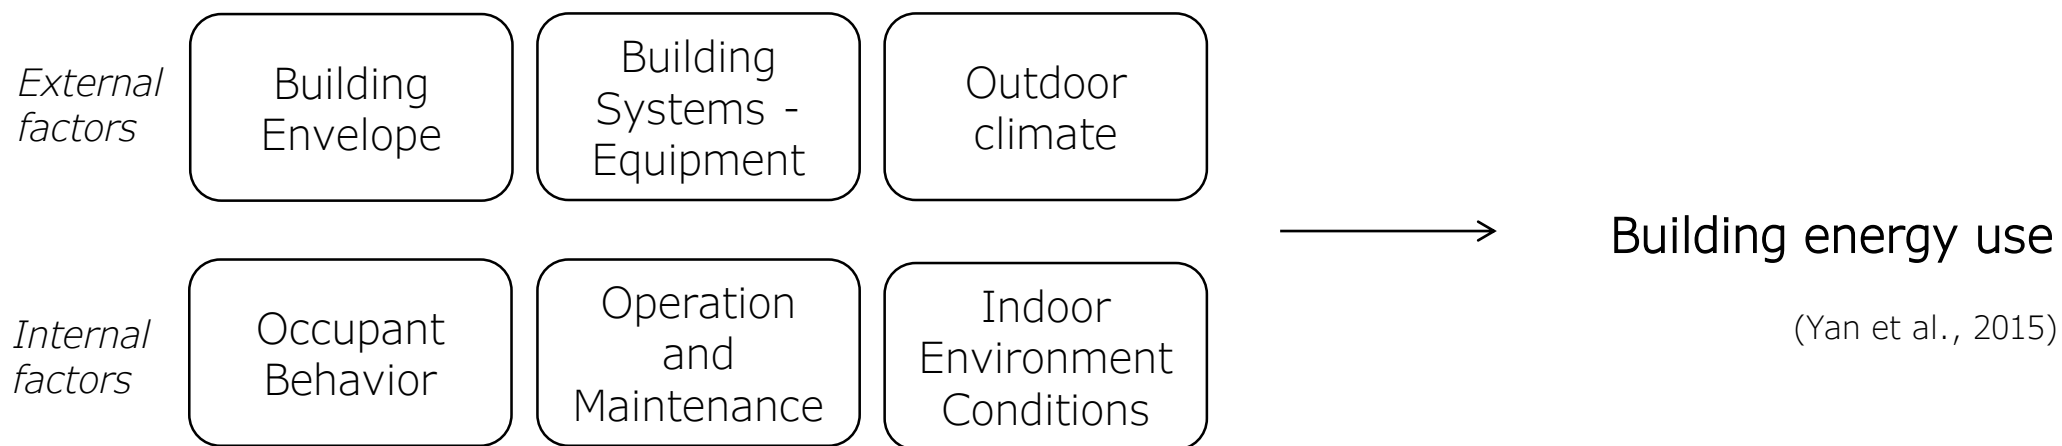 External
factors
Building
Envelope
Building
Systems -
Equipment
Outdoor
climate
Building energy use
(Yan et al., 2015)
Internal
factors
Occupant
Behavior
Operation
and
Maintenance
Indoor
Environment
Conditions